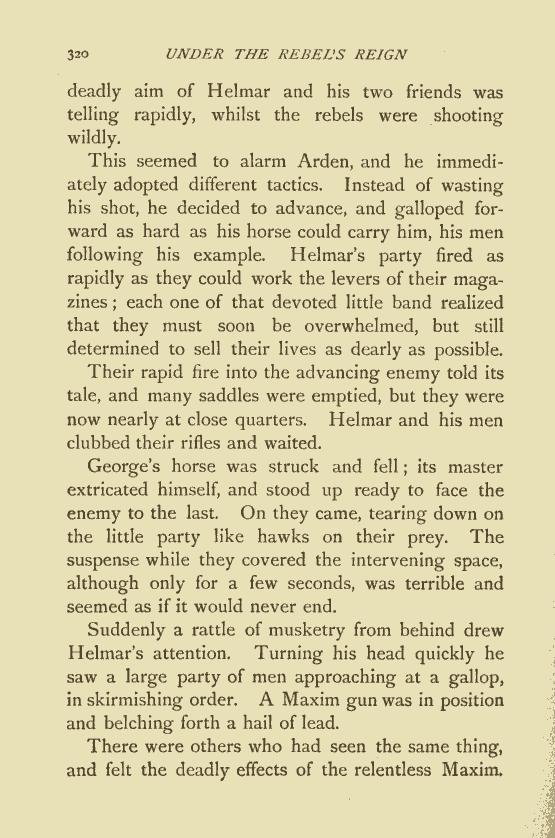 320 UNDER THE REBEL'S REIGN
deadly aim of Helmar and his two friends was
telling rapidly, whilst the rebels were shooting
wildly.
This seemed to alarm Arden, and he immedi-
ately adopted different tactics. Instead of wasting
his shot, he decided to advance, and galloped for-
ward as hard as his horse could carry him, his men
following his example. Helmar's party fired as
rapidly as they could work the levers of their maga-
zines; each one of that devoted little band realized
that they must soon be overwhelmed, but still
determined to sell their lives as dearly as possible.
Their rapid fire into the advancing enemy told its
tale, and many saddles were emptied, but they were
now nearly at close quarters. Helmar and his men
clubbed their rifles and waited.
George's horse was struck and fell; its master
extricated himself, and stood up ready to face the
enemy to the last. On they came, tearing down on
the little party like hawks on their prey. The
suspense while they covered the intervening space,
although only for a few seconds, was terrible and
seemed as if it would never end.
Suddenly a rattle of musketry from behind drew
Helmar's attention. Turning his head quickly he
saw a large party of men approaching at a gallop,
in skirmishing order. A Maxim gun was in position
and belching forth a hail of lead.
There were others who had seen the same thing,
and felt the deadly effects of the relentless Maxim.